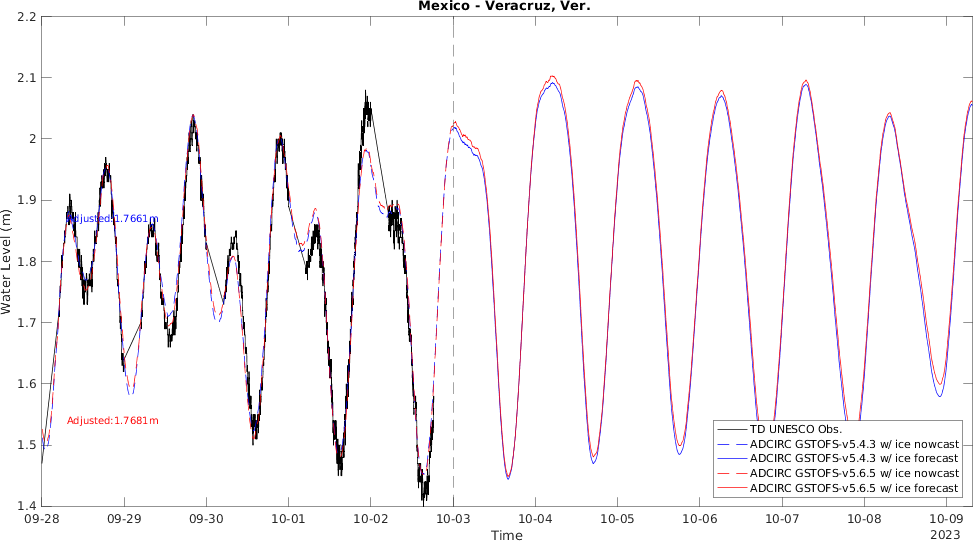 Mexico - Veracruz, Ver.
2.2
2.1
2
1.9
1.8
1.7
1.6
1.5
1.4
Water Level (m)
Adjusted:1.7661m
Adjusted:1.7681m
TD UNESCO Obs.
ADCIRC GSTOFS-v5.4.3 w/ ice nowcast
ADCIRC GSTOFS-v5.4.3 w/ ice forecast
ADCIRC GSTOFS-v5.6.5 w/ ice nowcast
ADCIRC GSTOFS-v5.6.5 w/ ice forecast
09-28 09-29 09-30 10-01 10-02 10-03 10-04 10-05 10-06 10-07 10-08 10-09
2023
Time